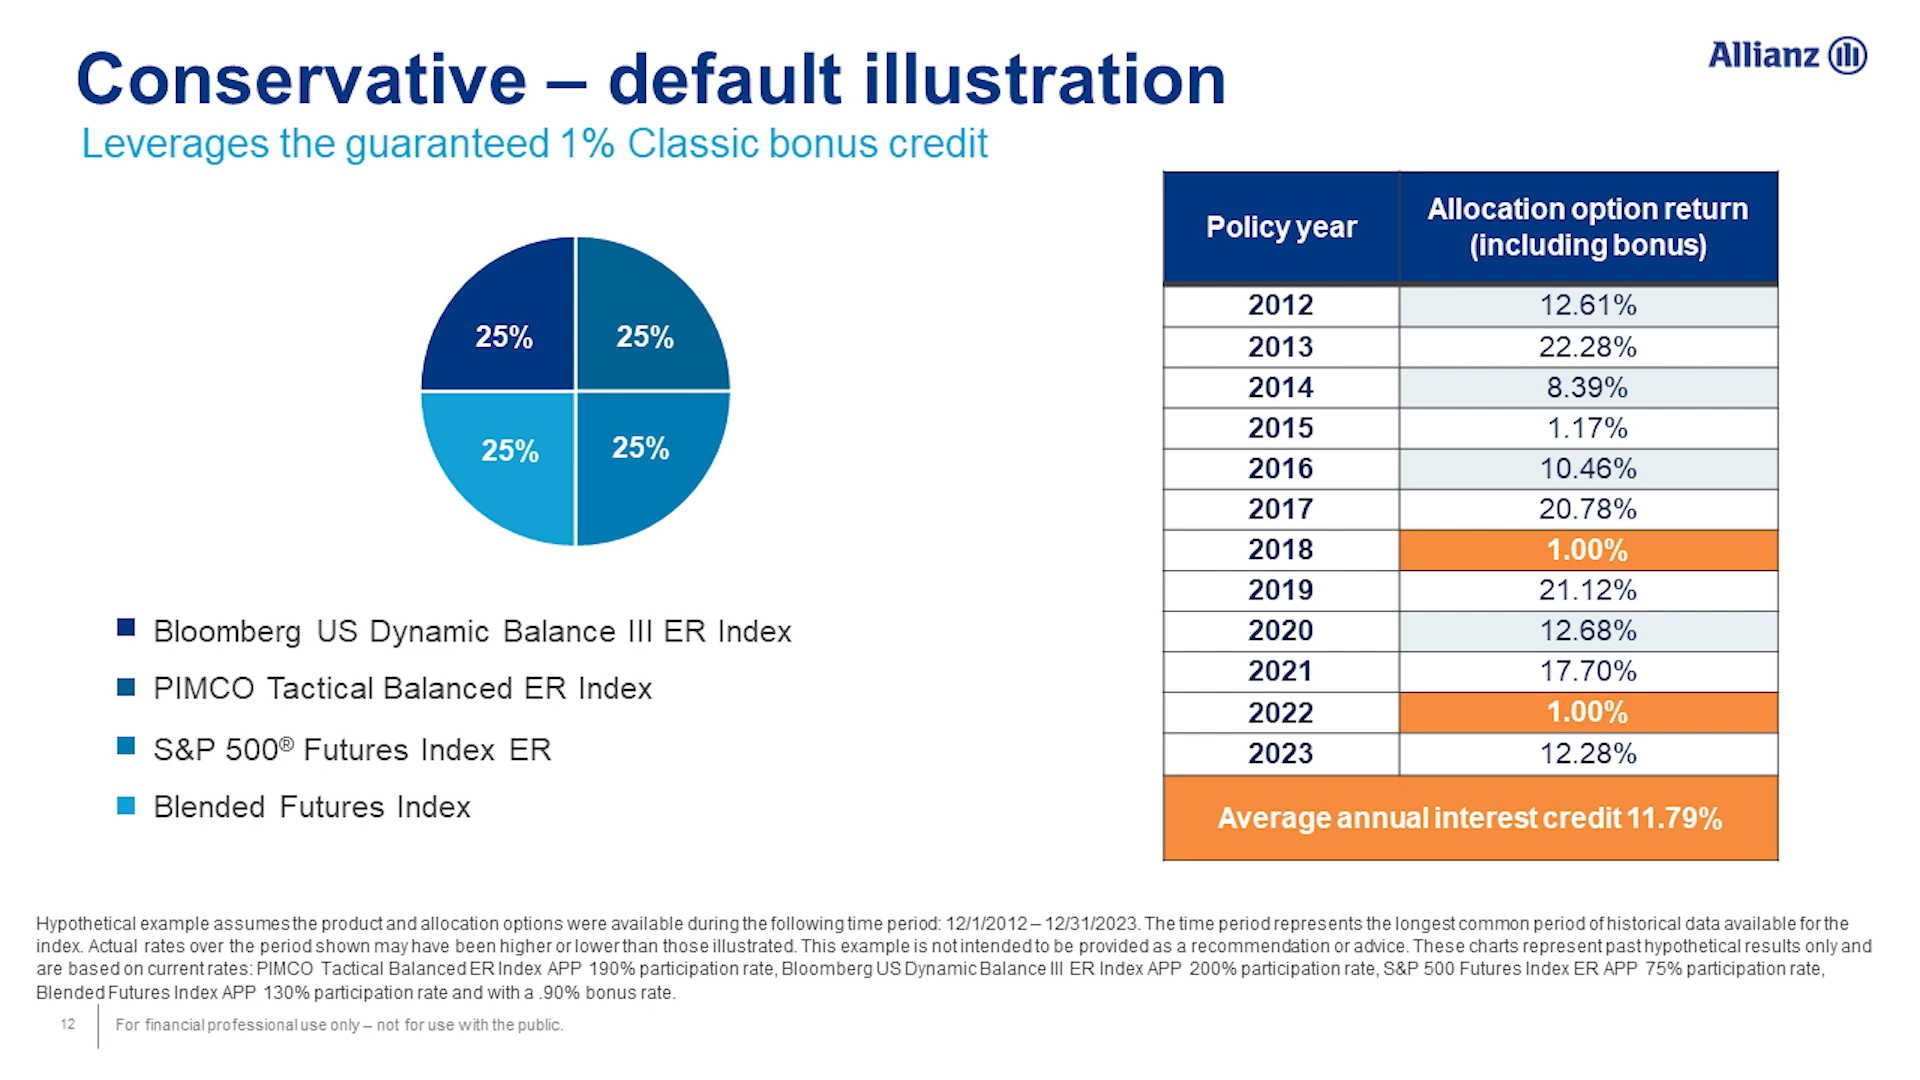 Conservative – default illustration
Allianz
Leverages the guaranteed 1% Classic bonus credit
25%
25%
25%
25%
Bloomberg US Dynamic Balance III ER Index
PIMCO Tactical Balanced ER Index
S&P 500® Futures Index ER
Blended Futures Index
Policy year
Allocation option return
(including bonus)
2012 12.61%
2013 22.28%
2014 8.39%
2015 1.17%
2016 10.46%
2017 20.78%
2018 1.00%
2019 21.12%
2020 12.68%
2021 17.70%
2022 1.00%
2023 12.28%
Average annual interest credit 11.79%
Hypothetical example assumes the product and allocation options were available during the following time period: 12/1/2012 – 12/31/2023. The time period represents the longest common period of historical data available for the
index. Actual rates over the period shown may have been higher or lower than those illustrated. This example is not intended to be provided as a recommendation or advice. These charts represent past hypothetical results only and
are based on current rates: PIMCO Tactical Balanced ER Index APP 190% participation rate, Bloomberg US Dynamic Balance III ER Index APP 200% participation rate, S&P 500 Futures Index ER APP 75% participation rate,
Blended Futures Index APP 130% participation rate and with a .90% bonus rate.
12
For financial professional use only – not for use with the public.